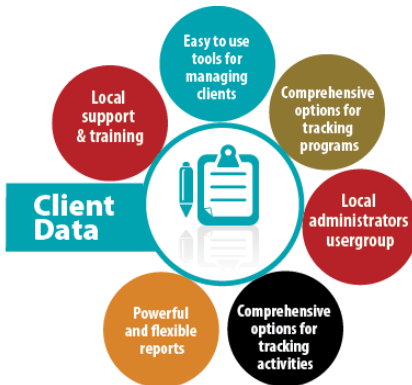 Easy to use
tools for
managing
clients
Comprehensive
options for
tracking
programs
Local
administrators
usergroup
Comprehensive
options for
tracking
activities
Powerful
and flexible
reports
Local
support
& training
Client
Data